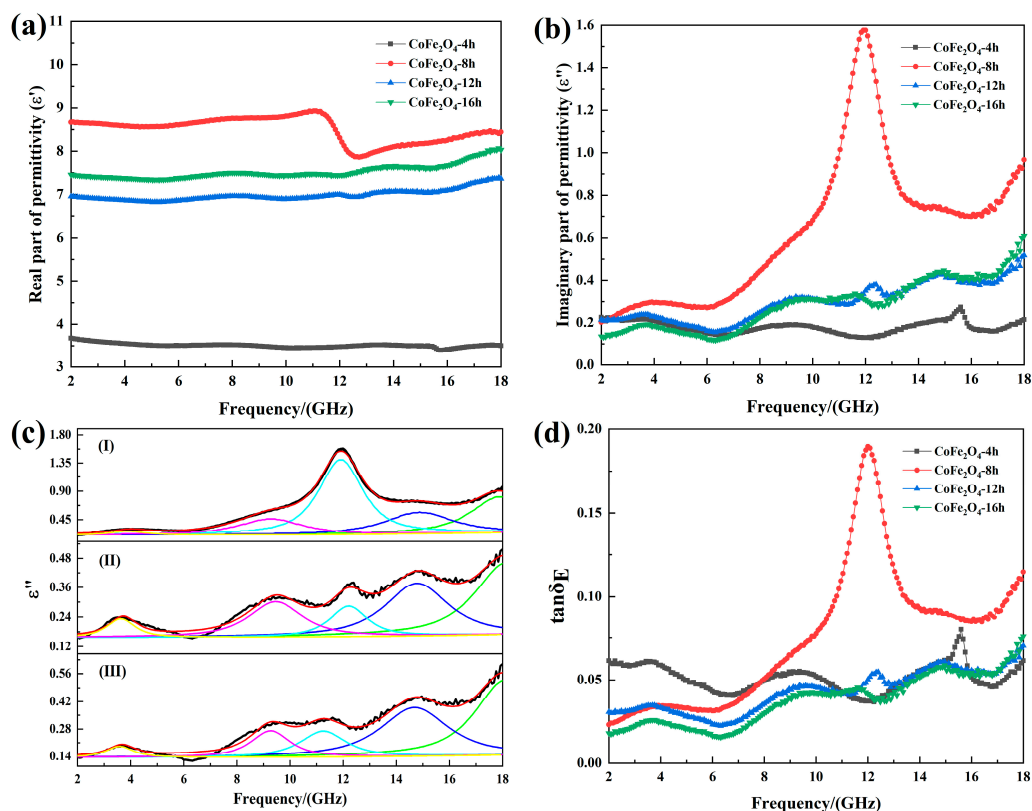 (a)
Real part of permittivity (ε')
11
10
9
8
7
6
5
4
3
CoFe₂O₄-4h
CoFe₂O₄-8h
CoFe₂O₄-12h
CoFe₂O₄-16h
2 4 6 8 10 12 14 16 18
Frequency/(GHz)
(b)
Imaginary part of permittivity (ε'')
1.6
1.4
1.2
1.0
0.8
0.6
0.4
0.2
0.0
CoFe₂O₄-4h
CoFe₂O₄-8h
CoFe₂O₄-12h
CoFe₂O₄-16h
2 4 6 8 10 12 14 16 18
Frequency/(GHz)
(c)
ε''
(I)
1.80
1.35
0.90
0.45
(II)
0.48
0.36
0.24
0.12
(III)
0.56
0.42
0.28
0.14
2 4 6 8 10 12 14 16 18
Frequency/(GHz)
(d)
tanδE
0.20
0.15
0.10
0.05
0.00
CoFe₂O₄-4h
CoFe₂O₄-8h
CoFe₂O₄-12h
CoFe₂O₄-16h
2 4 6 8 10 12 14 16 18
Frequency/(GHz)